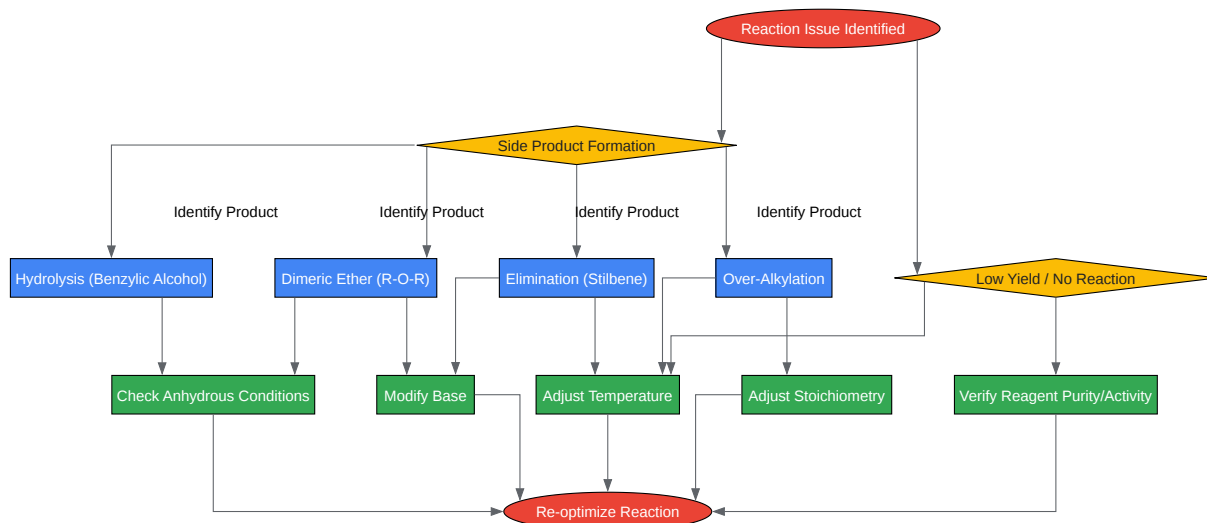 Reaction Issue Identified
Side Product Formation
Identify Product
Identify Product
Identify Product
Identify Product
Hydrolysis (Benzylic Alcohol)
Dimeric Ether (R-O-R)
Elimination (Stilbene)
Over-Alkylation
Low Yield / No Reaction
Check Anhydrous Conditions
Modify Base
Adjust Temperature
Adjust Stoichiometry
Verify Reagent Purity/Activity
Re-optimize Reaction